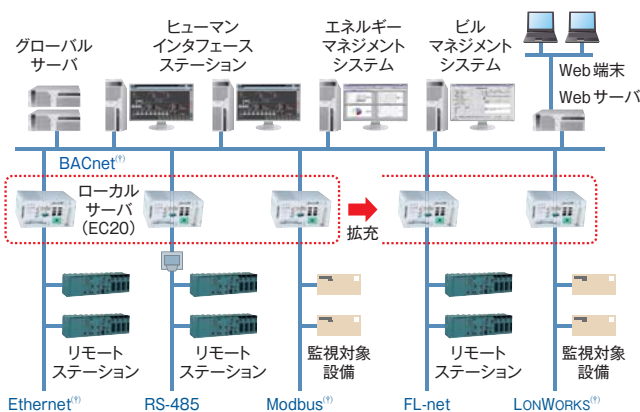 グローバル
サーバ
ヒューマン
インタフェース
ステーション
エネルギー
マネジメント
システム
ビル
マネジメント
システム
Web端末
Webサーバ
BACnet(†)
ローカル
サーバ
(EC20)
拡充
リモート
ステーション
リモート
ステーション
監視対象
設備
リモート
ステーション
監視対象
設備
Ethernet(†)
RS-485
Modbus(†)
FL-net
LONWORKS(†)